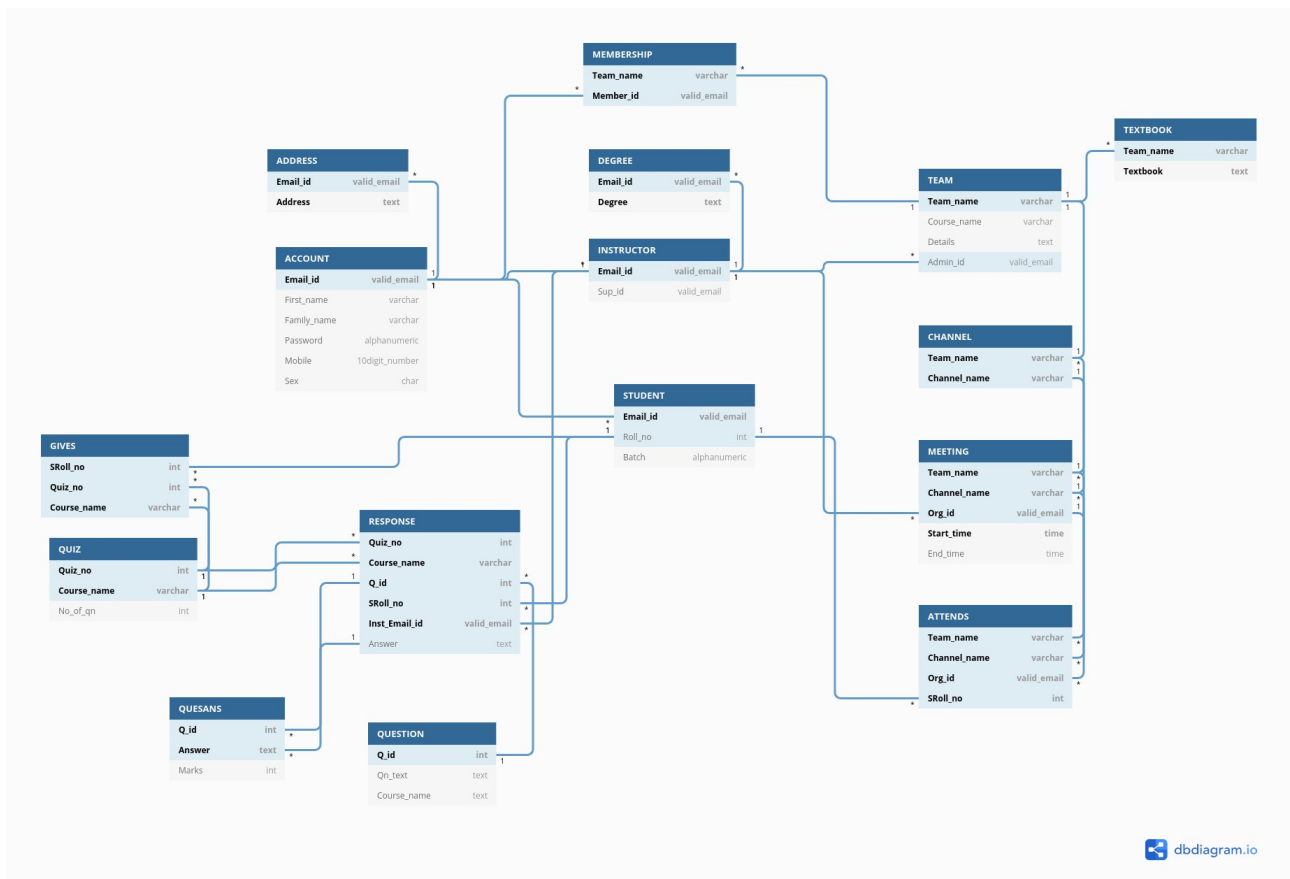 MEMBERSHIP
Team_name varchar
Member_id valid_email
TEXTBOOK
Team_name varchar
Textbook text
ADDRESS
Email_id valid_email
Address text
DEGREE
Email_id valid_email
Degree text
TEAM
Team_name varchar
Course_name varchar
Details text
Admin_id valid_email
ACCOUNT
Email_id valid_email
First_name varchar
Family_name varchar
Password alphanumeric
Mobile 10digit_number
Sex char
INSTRUCTOR
Email_id valid_email
Sup_id valid_email
CHANNEL
Team_name varchar
Channel_name varchar
STUDENT
Email_id valid_email
Roll_no int
Batch alphanumeric
GIVES
SRoll_no int
Quiz_no int
Course_name varchar
MEETING
Team_name varchar
Channel_name varchar
Org_id valid_email
Start_time time
End_time time
QUIZ
Quiz_no int
Course_name varchar
No_of_qn int
RESPONSE
Quiz_no int
Course_name varchar
Q_id int
SRoll_no int
Inst_Email_id valid_email
Answer text
ATTENDS
Team_name varchar
Channel_name varchar
Org_id valid_email
SRoll_no int
QUESANS
Q_id int
Answer text
Marks int
QUESTION
Q_id int
Qn_text text
Course_name text
dbdiagram.io